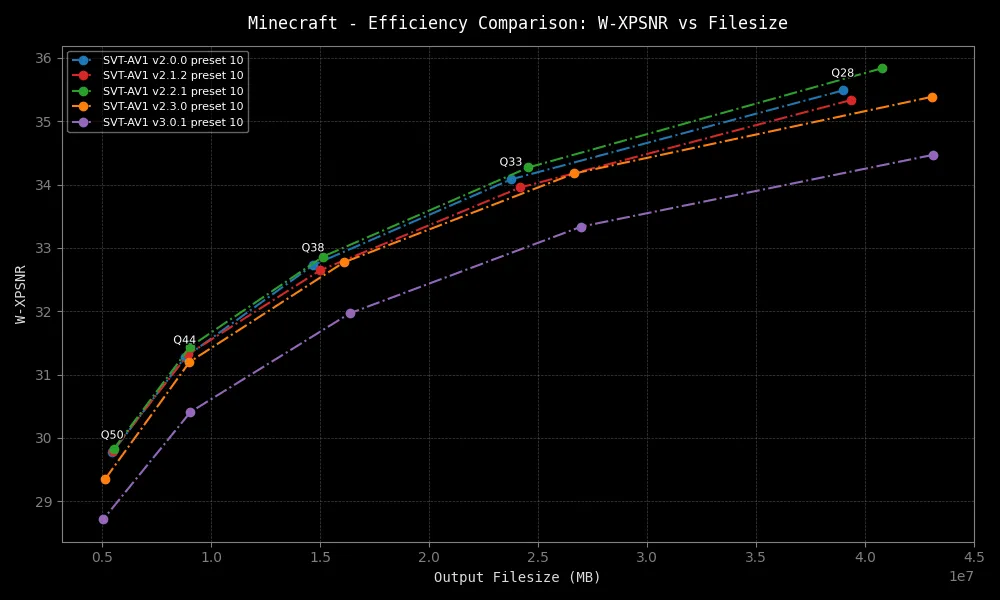 Minecraft - Efficiency Comparison: W-XPSNR vs Filesize
SVT-AV1 v2.0.0 preset 10
SVT-AV1 v2.1.2 preset 10
SVT-AV1 v2.2.1 preset 10
SVT-AV1 v2.3.0 preset 10
SVT-AV1 v3.0.1 preset 10
36
35
34
33
32
31
30
29
W-XPSNR
Q28
Q33
Q38
Q44
Q50
0.5 1.0 1.5 2.0 2.5 3.0 3.5 4.0 4.5
1e7
Output Filesize (MB)